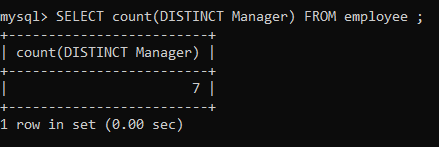 mysql> SELECT count(DISTINCT Manager) FROM employee ;
+-------------------------+
| count(DISTINCT Manager) |
+-------------------------+
|                       7 |
+-------------------------+
1 row in set (0.00 sec)